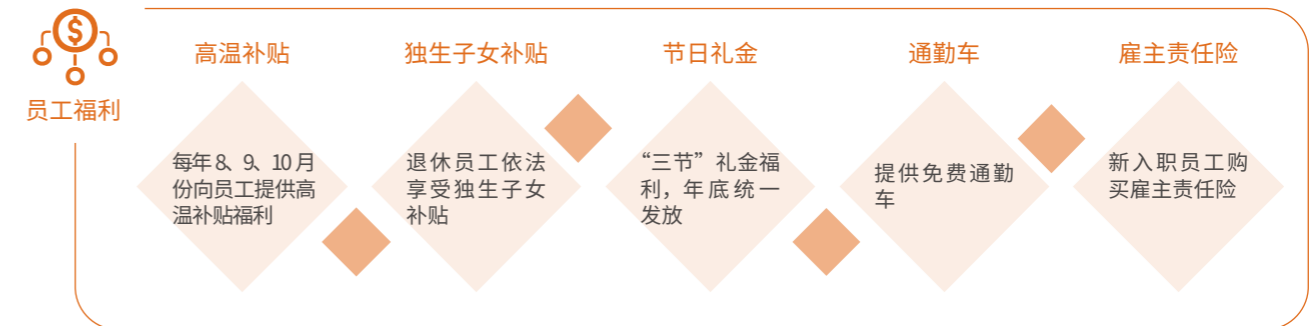 员工福利
高温补贴
每年8、9、10月
份向员工提供高
温补贴福利
独生子女补贴
退休员工依法
享受独生子女
补贴
节日礼金
“三节”礼金福
利，年底统一
发放
通勤车
提供免费通勤
车
雇主责任险
新入职员工购
买雇主责任险